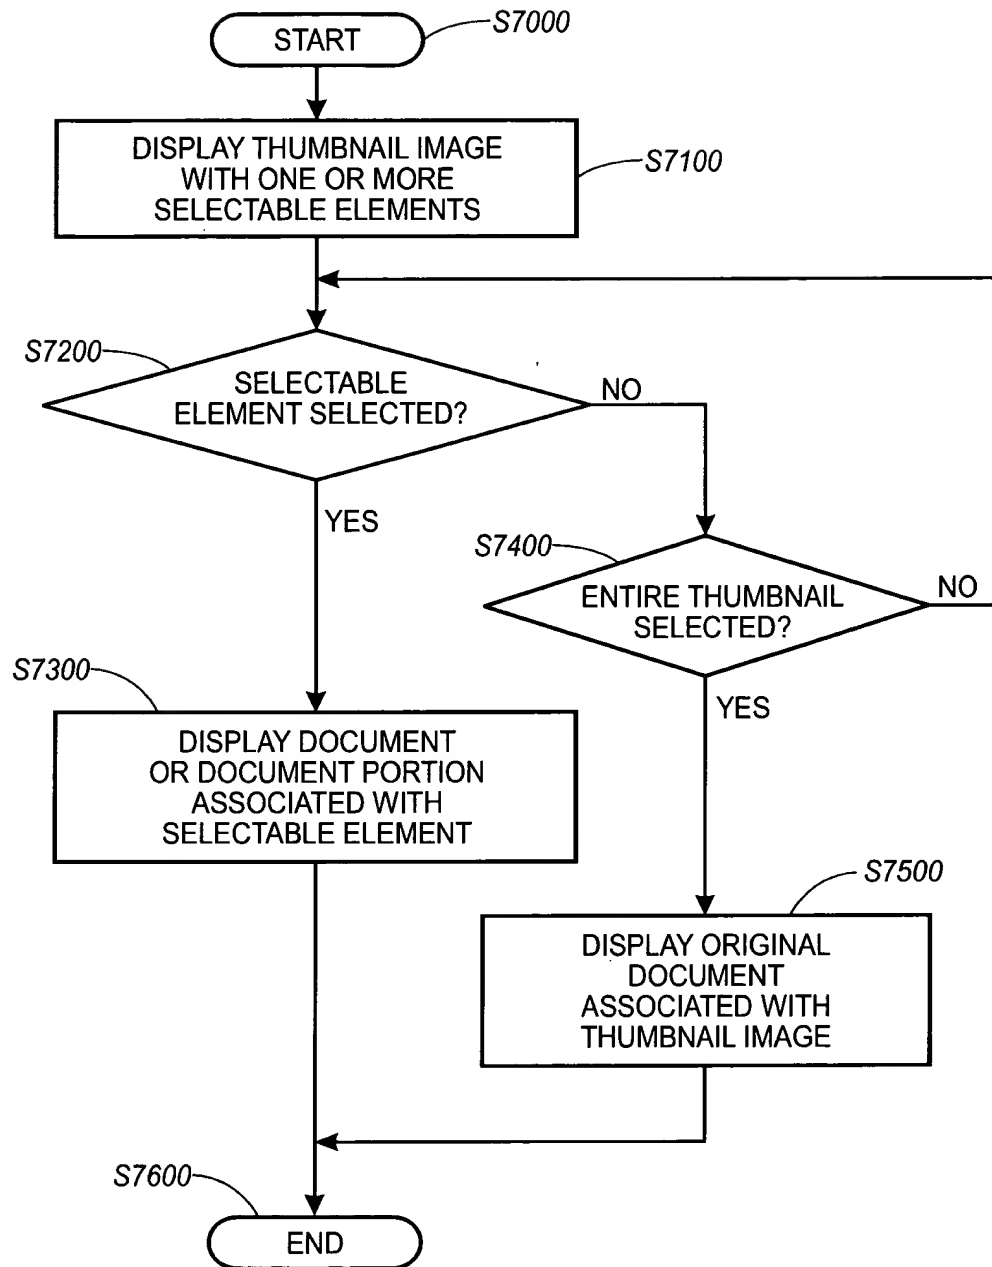 START
S7000
DISPLAY THUMBNAIL IMAGE
WITH ONE OR MORE
SELECTABLE ELEMENTS
S7100
S7200
SELECTABLE
ELEMENT SELECTED?
NO
YES
S7400
ENTIRE THUMBNAIL
SELECTED?
NO
YES
S7300
DISPLAY DOCUMENT
OR DOCUMENT PORTION
ASSOCIATED WITH
SELECTABLE ELEMENT
S7500
DISPLAY ORIGINAL
DOCUMENT
ASSOCIATED WITH
THUMBNAIL IMAGE
S7600
END